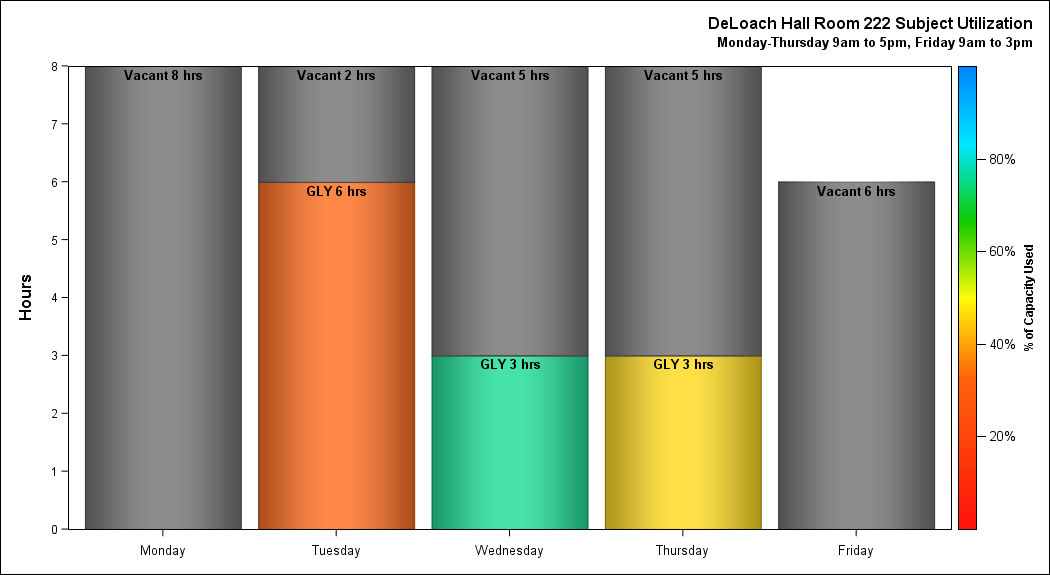 DeLoach Hall Room 222 Subject Utilization
Monday-Thursday 9am to 5pm, Friday 9am to 3pm
8
7
6
5
4
3
2
1
0
Hours
Vacant 8 hrs
Vacant 2 hrs
Vacant 5 hrs
Vacant 5 hrs
GLY 6 hrs
Vacant 6 hrs
GLY 3 hrs
GLY 3 hrs
Monday
Tuesday
Wednesday
Thursday
Friday
80%
60%
40%
20%
% of Capacity Used